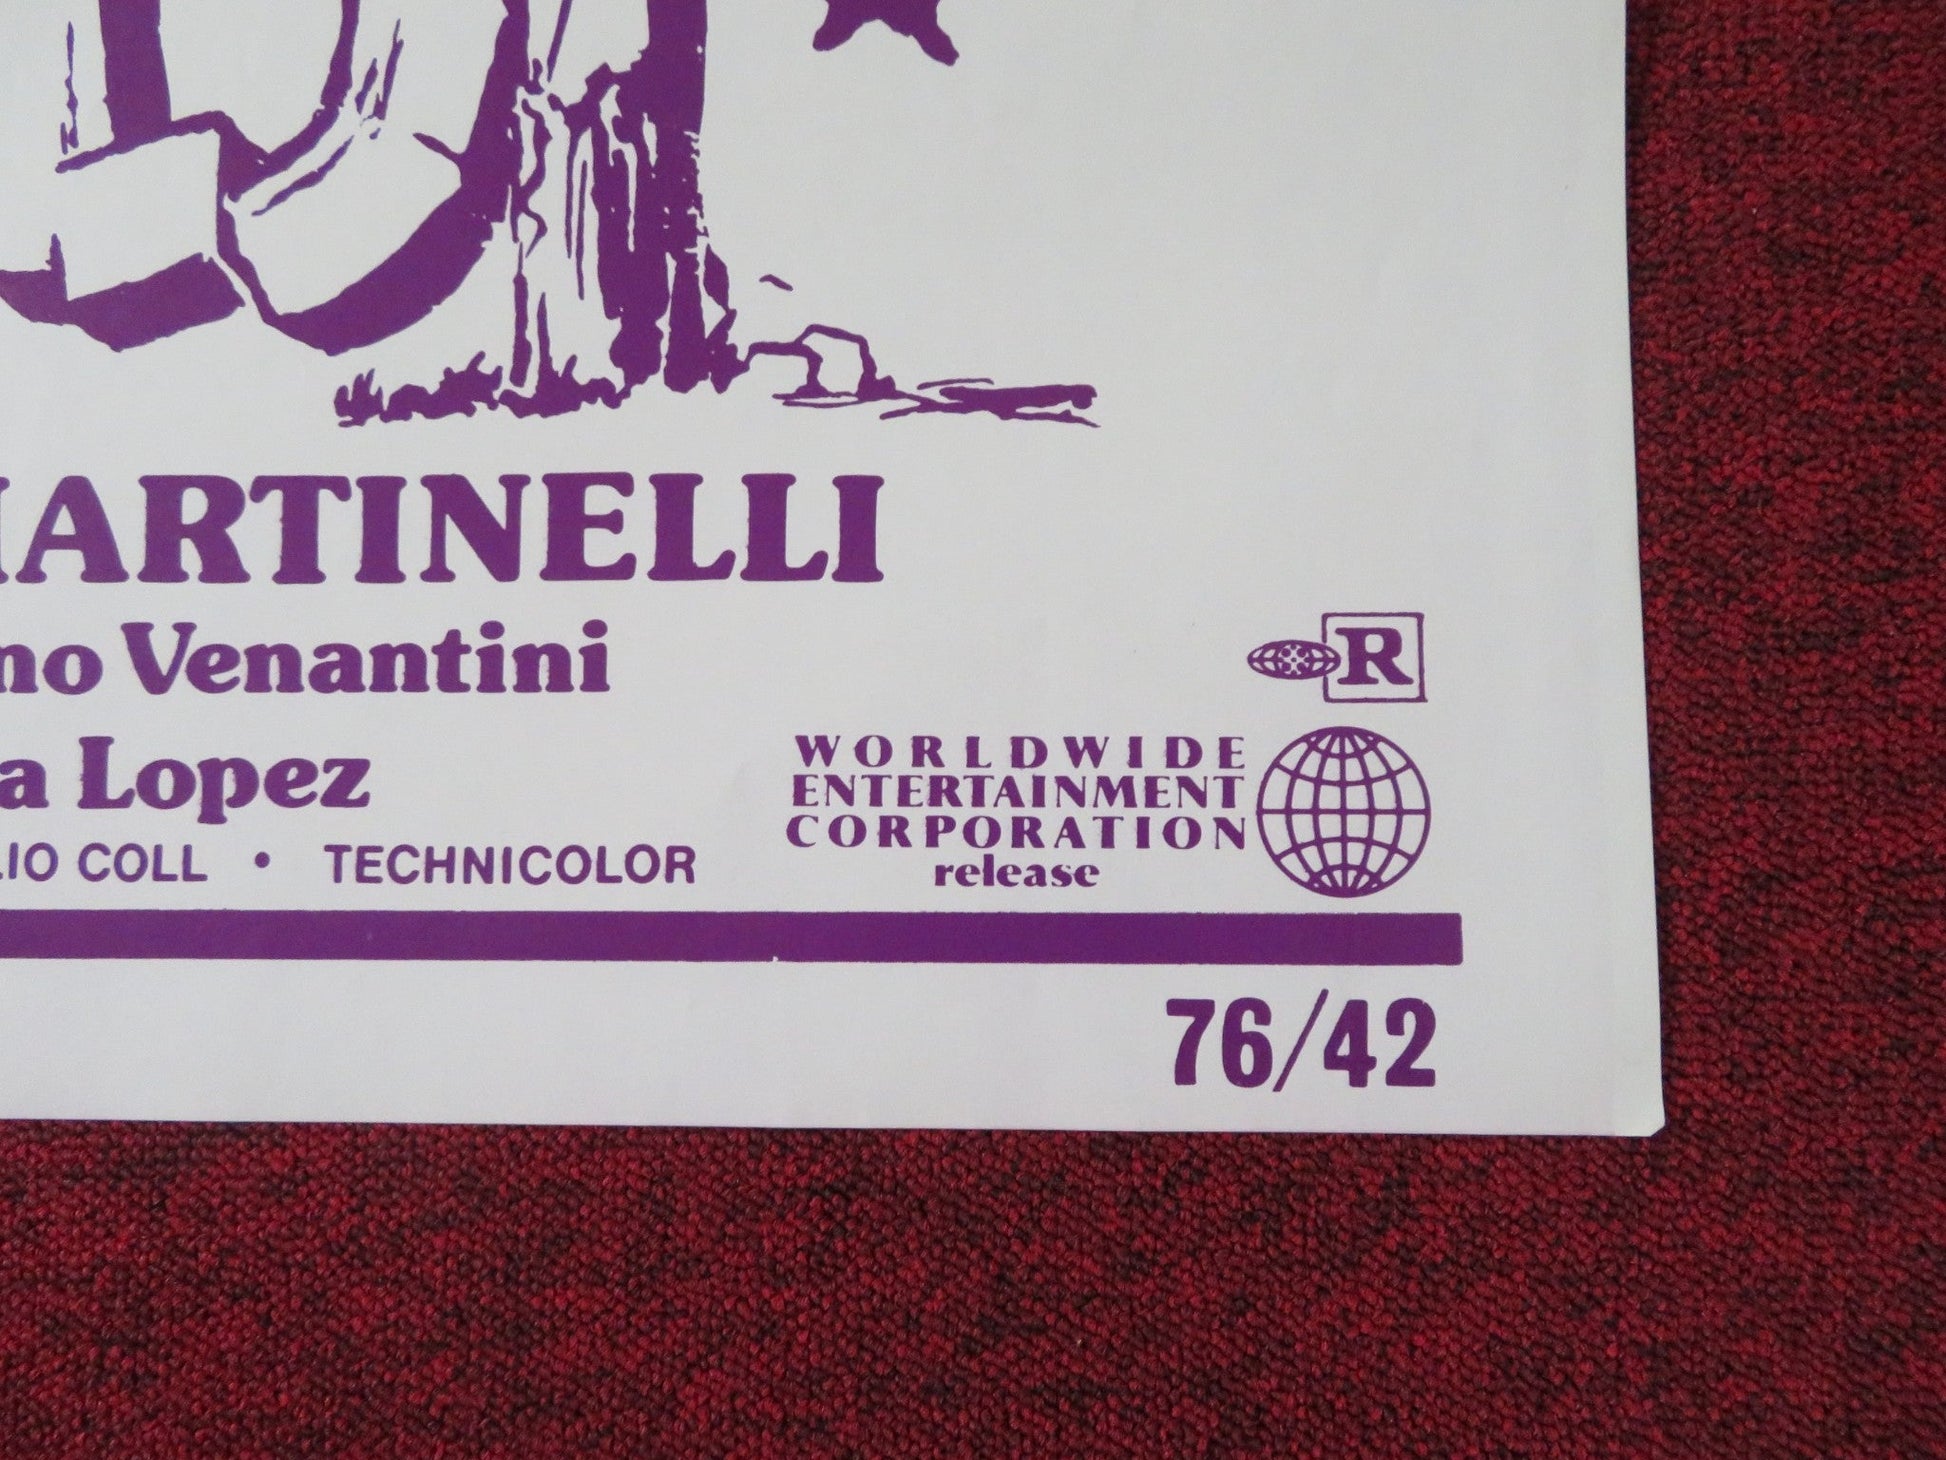 MARTINELLI
no Venantini
a Lopez
LIO COLL • TECHNICOLOR
R
WORLDWIDE
ENTERTAINMENT
CORPORATION
release
76/42